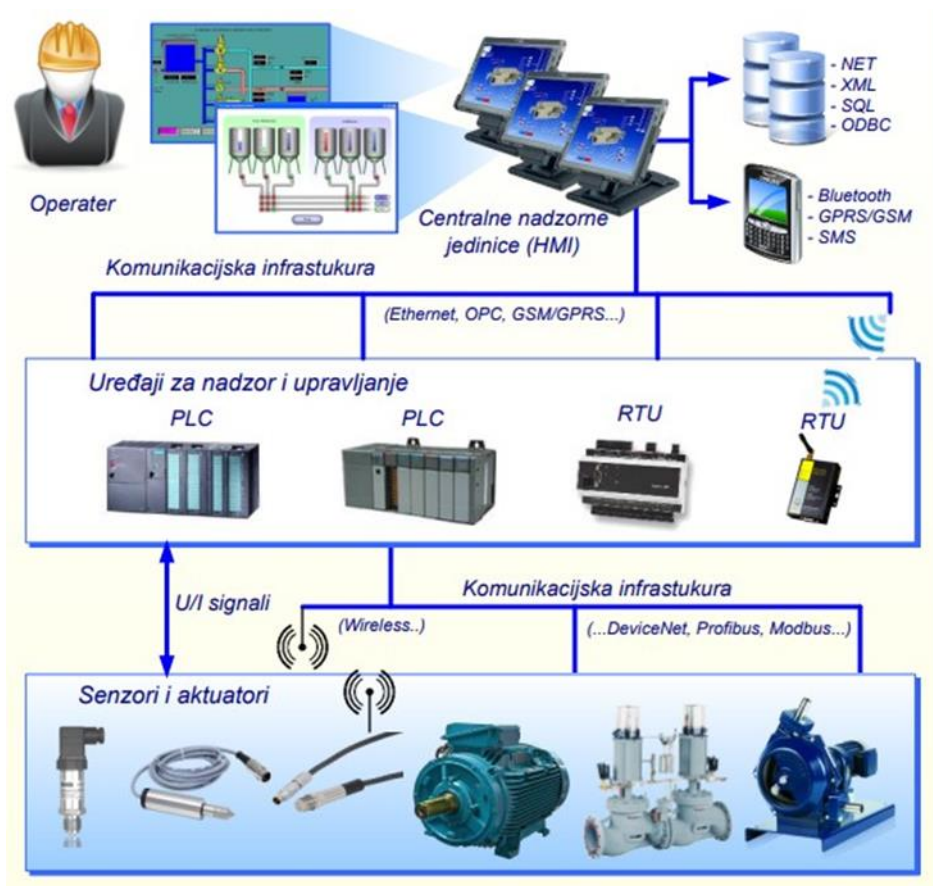 - NET
- XML
- SQL
- ODBC
Operater
Centralne nadzorne
jedinice (HMI)
- Bluetooth
- GPRS/GSM
- SMS
Komunikacijska infrastukura
(Ethernet, OPC, GSM/GPRS...)
Uređaji za nadzor i upravljanje
PLC
PLC
RTU
RTU
U/I signali
Komunikacijska infrastukura
(Wireless..)
(...DeviceNet, Profibus, Modbus...)
Senzori i aktuatori